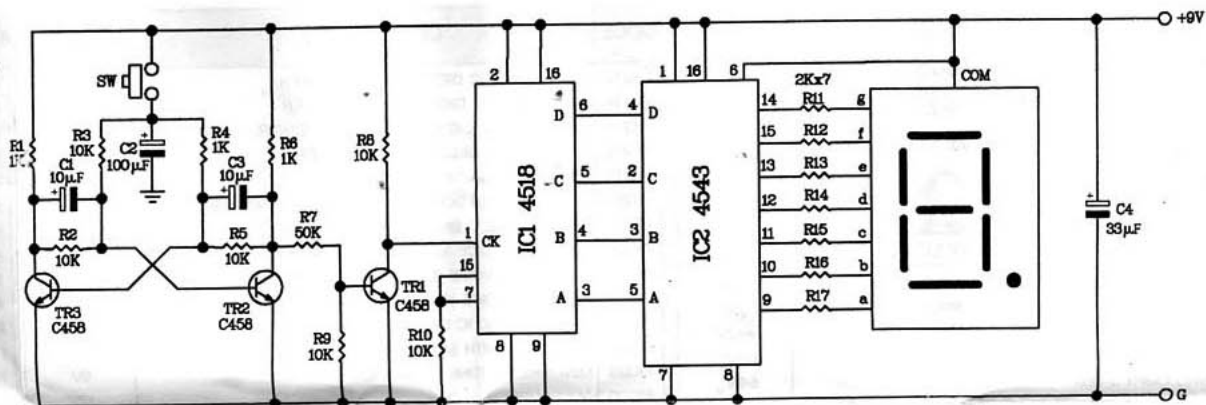 +9V
SW
R1
1K
R3
10K
C1
10μF
C2
100μF
R4
1K
C3
10μF
R6
1K
R8
10K
R2
10K
R5
10K
R7
50K
TR3
C458
TR2
C458
TR1
C458
R9
10K
R10
10K
2
16
D
6
C
5
IC1 4518
B
4
A
3
1
CK
15
7
8
9
1
16
6
4
D
2
C
3
B
5
A
IC2 4543
7
8
2Kx7
14
R11
g
15
R12
f
13
R13
e
12
R14
d
11
R15
c
10
R16
b
9
R17
a
COM
C4
33μF
G